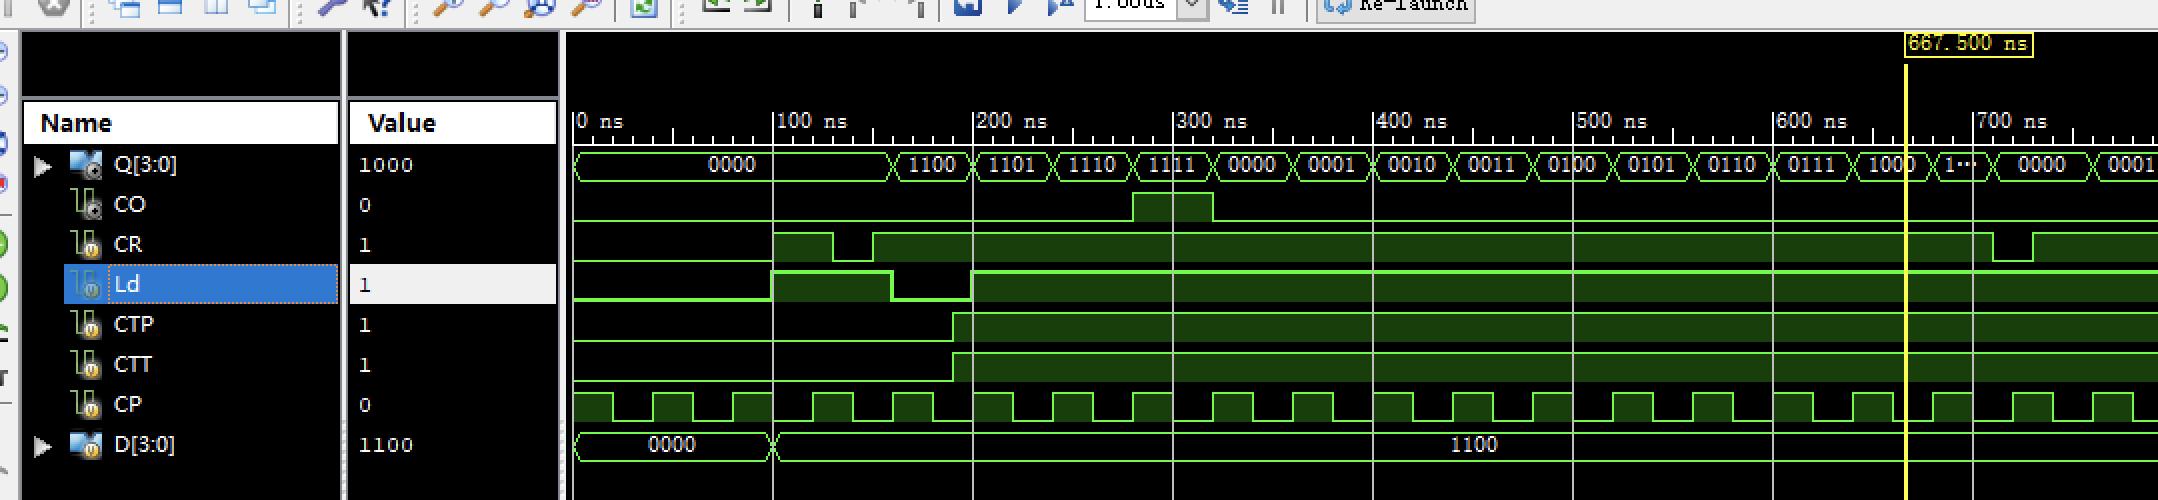 1.00us
Re-launch
667.500 ns
Name Value
0 ns 100 ns 200 ns 300 ns 400 ns 500 ns 600 ns 700 ns
Q[3:0] 1000 0000 1100 1101 1110 1111 0000 0001 0010 0011 0100 0101 0110 0111 1000 1... 0000 0001
CO 0
CR 1
Ld 1
CTP 1
CTT 1
CP 0
D[3:0] 1100 0000 1100